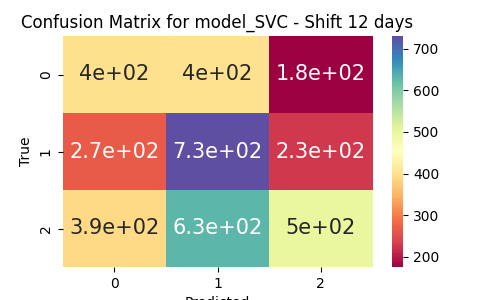 Confusion Matrix for model_SVC - Shift 12 days
True
0 4e+02 4e+02 1.8e+02
1 2.7e+02 7.3e+02 2.3e+02
2 3.9e+02 6.3e+02 5e+02
0 1 2
Predicted
700
600
500
400
300
200